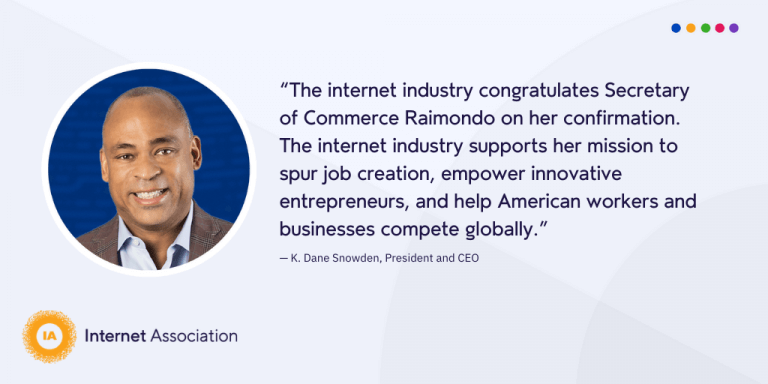 “The internet industry congratulates Secretary
of Commerce Raimondo on her confirmation.
The internet industry supports her mission to
spur job creation, empower innovative
entrepreneurs, and help American workers and
businesses compete globally.”
— K. Dane Snowden, President and CEO
IA
Internet Association